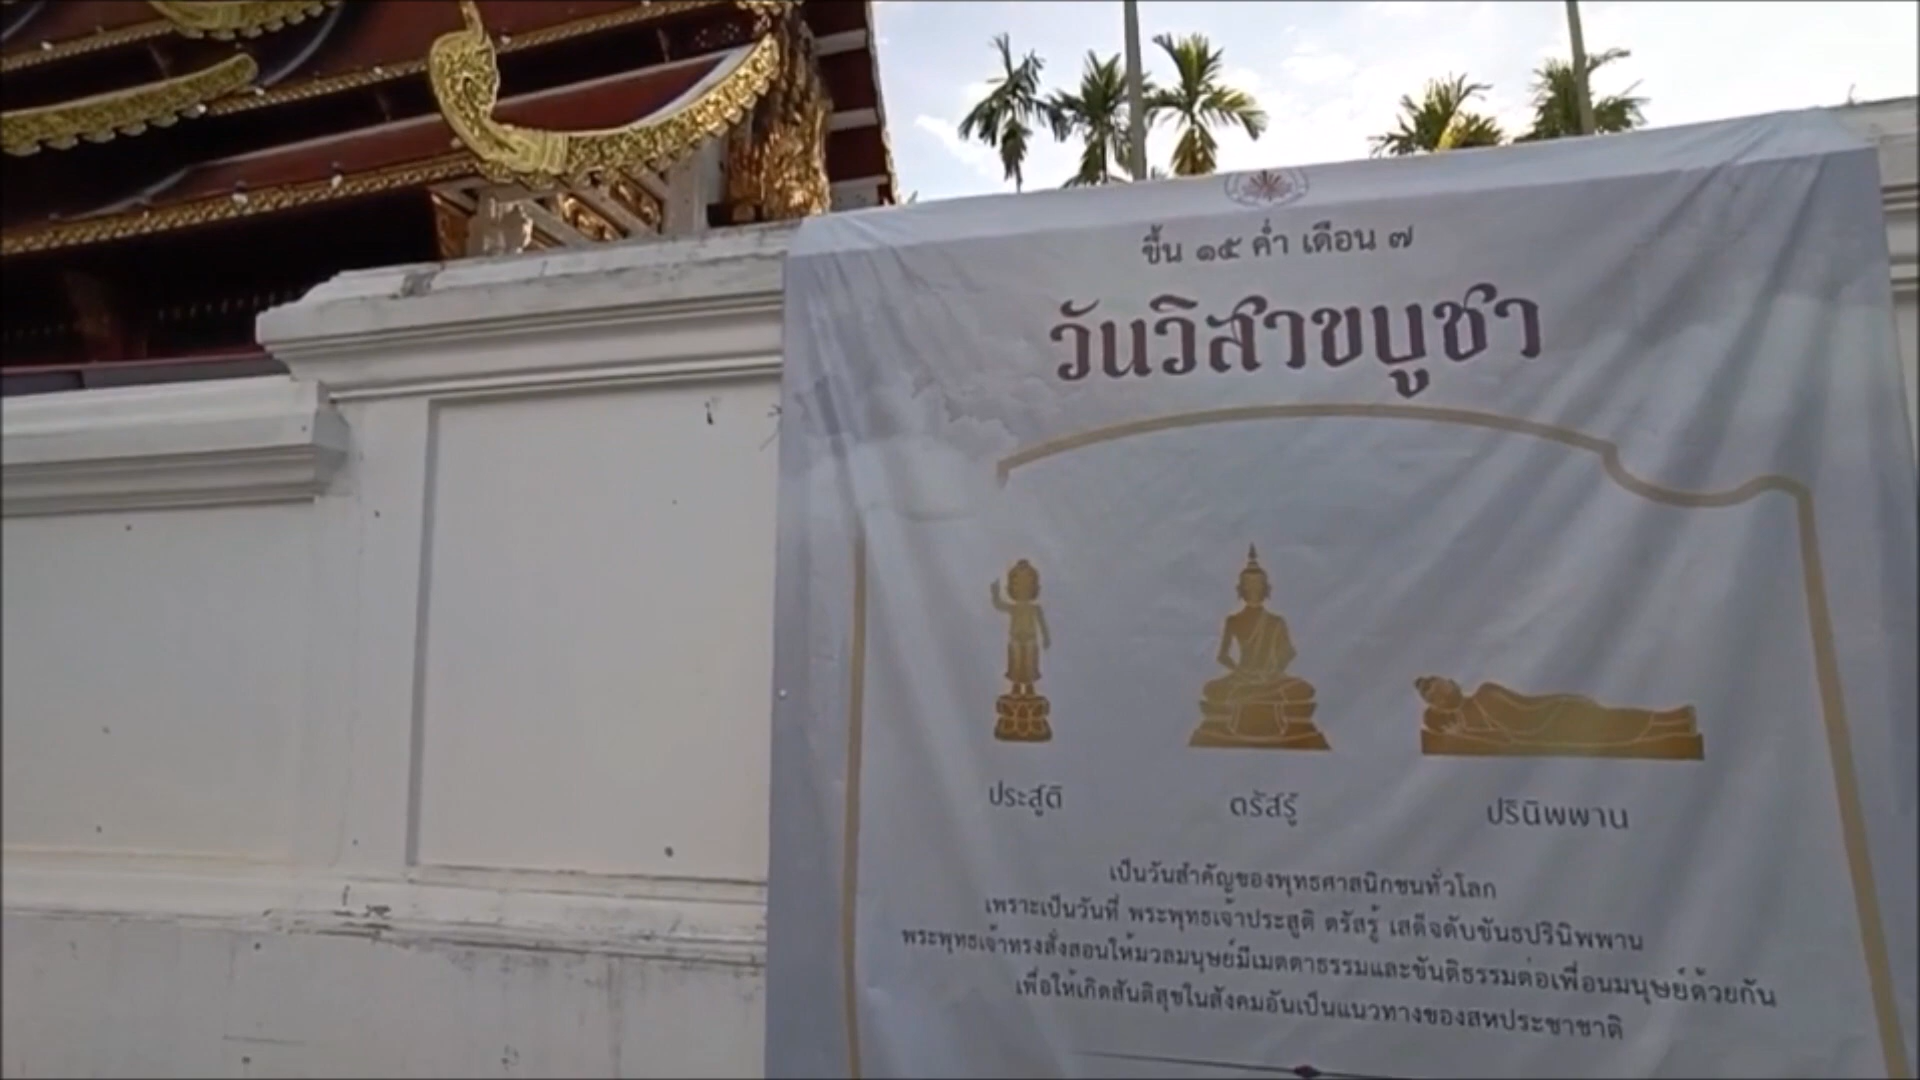 ขึ้น ๑๕ ค่ำ เดือน ๗
วันวิสาขบูชา
ประสูติ ตรัสรู้ ปรินิพพาน
เป็นวันสำคัญของพุทธศาสนิกชนทั่วโลก
เพราะเป็นวันที่ พระพุทธเจ้าประสูติ ตรัสรู้ เสด็จดับขันธปรินิพพาน
พระพุทธเจ้าทรงสั่งสอนให้มวลมนุษย์มีเมตตาธรรมและขันติธรรมต่อเพื่อนมนุษย์ด้วยกัน
เพื่อให้เกิดสันติสุขในสังคมอันเป็นแนวทางของสหประชาชาติ